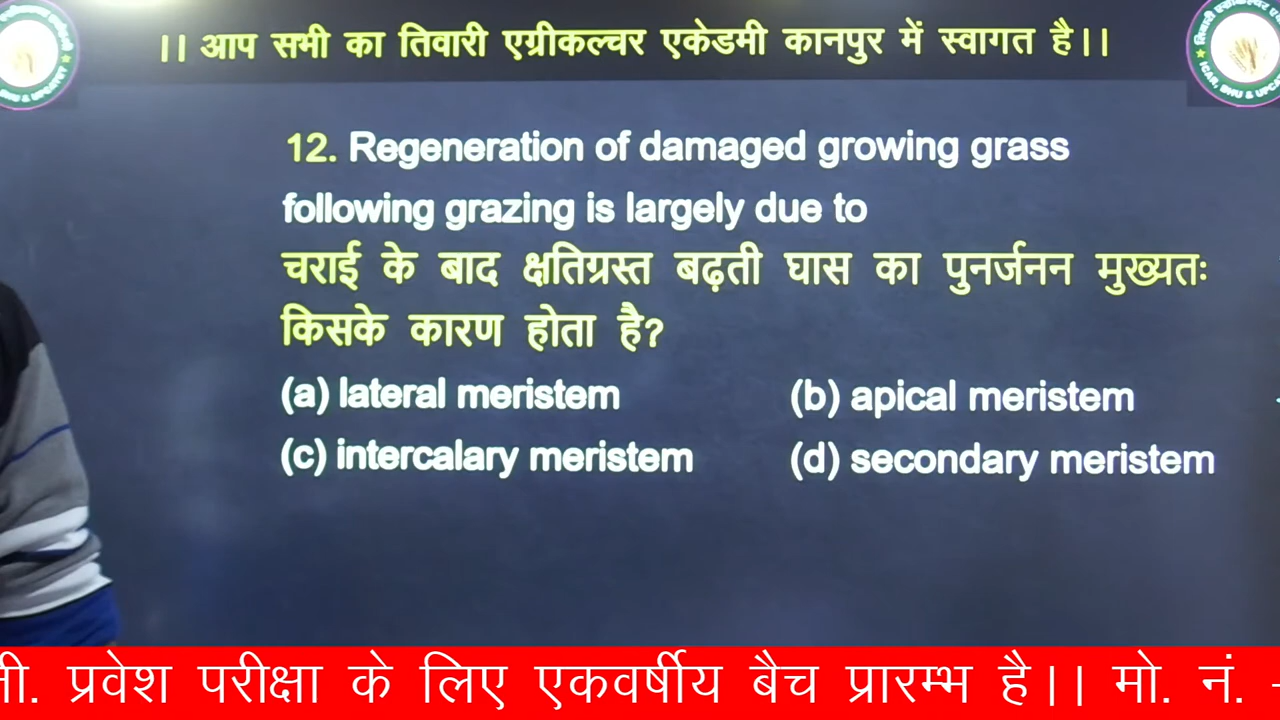 ।। आप सभी का तिवारी एग्रीकल्चर एकेडमी कानपुर में स्वागत है।।
12. Regeneration of damaged growing grass
following grazing is largely due to
चराई के बाद क्षतिग्रस्त बढ़ती घास का पुनर्जनन मुख्यतः
किसके कारण होता है?
(a) lateral meristem (b) apical meristem
(c) intercalary meristem (d) secondary meristem
प्रवेश परीक्षा के लिए एकवर्षीय बैच प्रारम्भ है।। मो. नं.